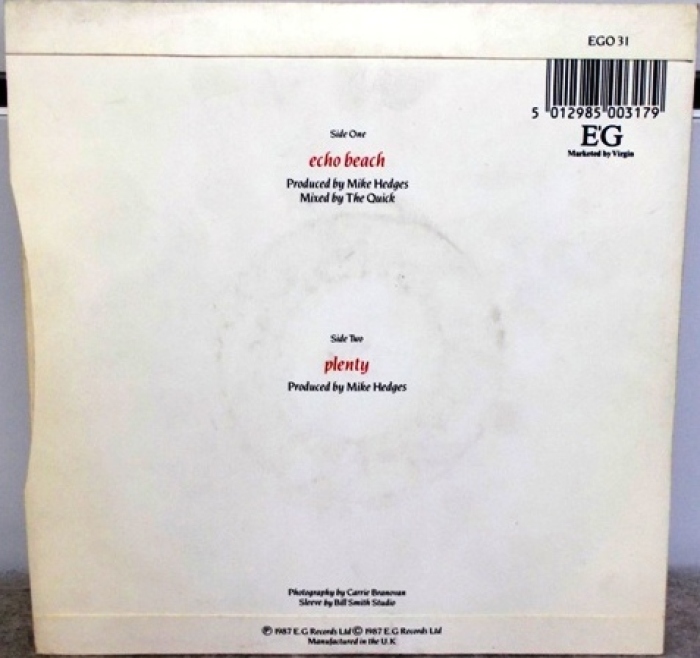 EGO 31
5 012985 003179
E'G
Marketed by Virgin
Side One
echo beach
Produced by Mike Hedges
Mixed by The Quick
Side Two
plenty
Produced by Mike Hedges
Photography by Carrie Branovan
Sleeve by Bill Smith Studio
℗ 1987 E.G Records Ltd © 1987 E.G Records Ltd
Manufactured in the U.K